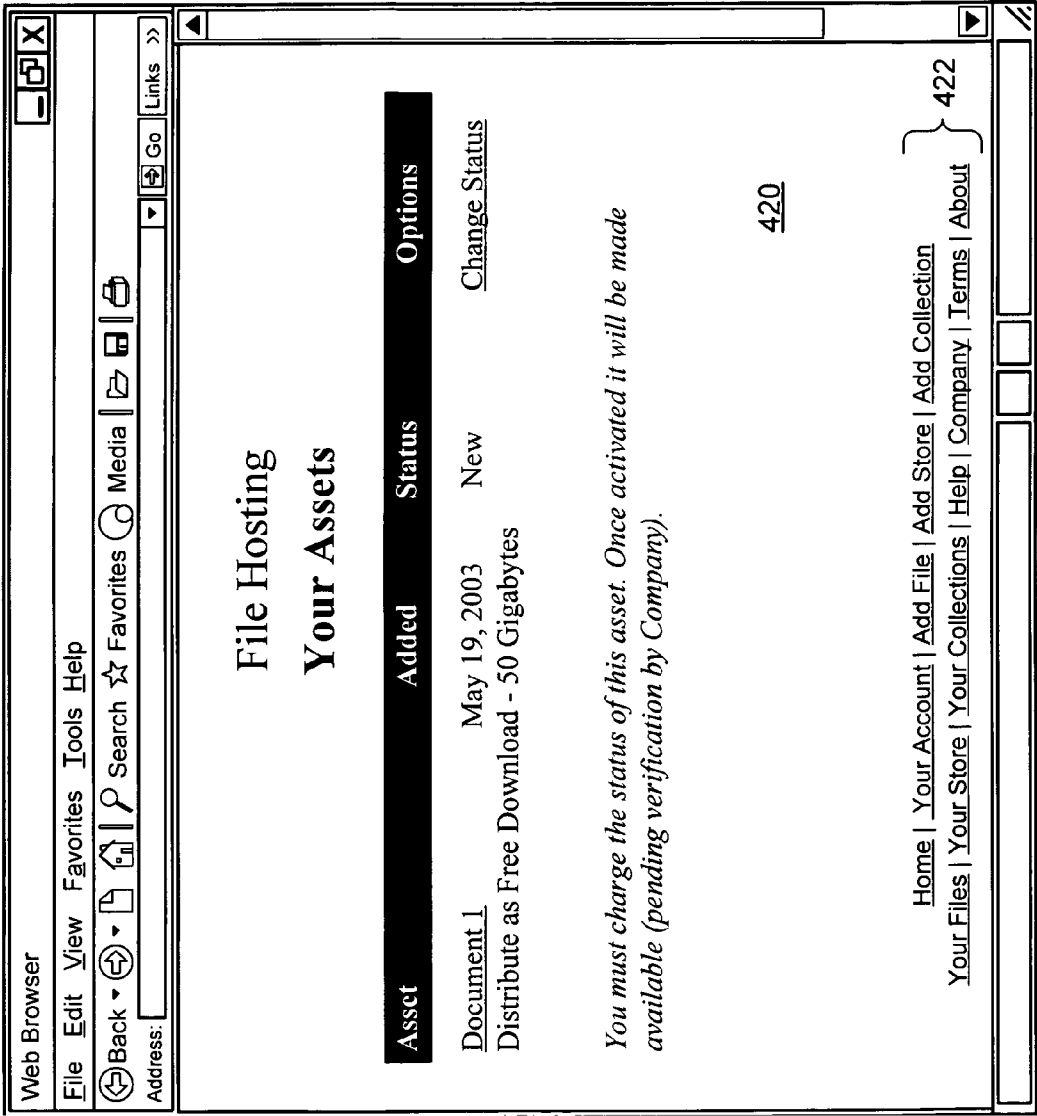 Web Browser
File Edit View Favorites Tools Help
Back Search Favorites Media
Address: Go Links >>
File Hosting
Your Assets
Asset Added Status Options
Document 1 May 19, 2003 New Change Status
Distribute as Free Download - 50 Gigabytes
You must charge the status of this asset. Once activated it will be made
available (pending verification by Company).
420
Home | Your Account | Add File | Add Store | Add Collection
Your Files | Your Store | Your Collections | Help | Company | Terms | About
422